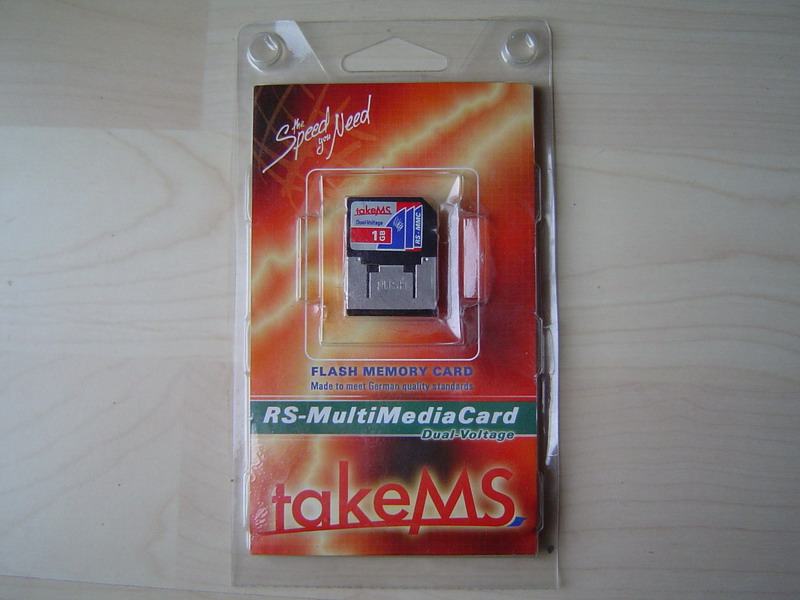 the
Speed
you Need
takeMS
Dual-Voltage
1GB
RS-MMC
PUSH
FLASH MEMORY CARD
Made to meet German quality standards
RS-MultiMediaCard
Dual-Voltage
takeMS